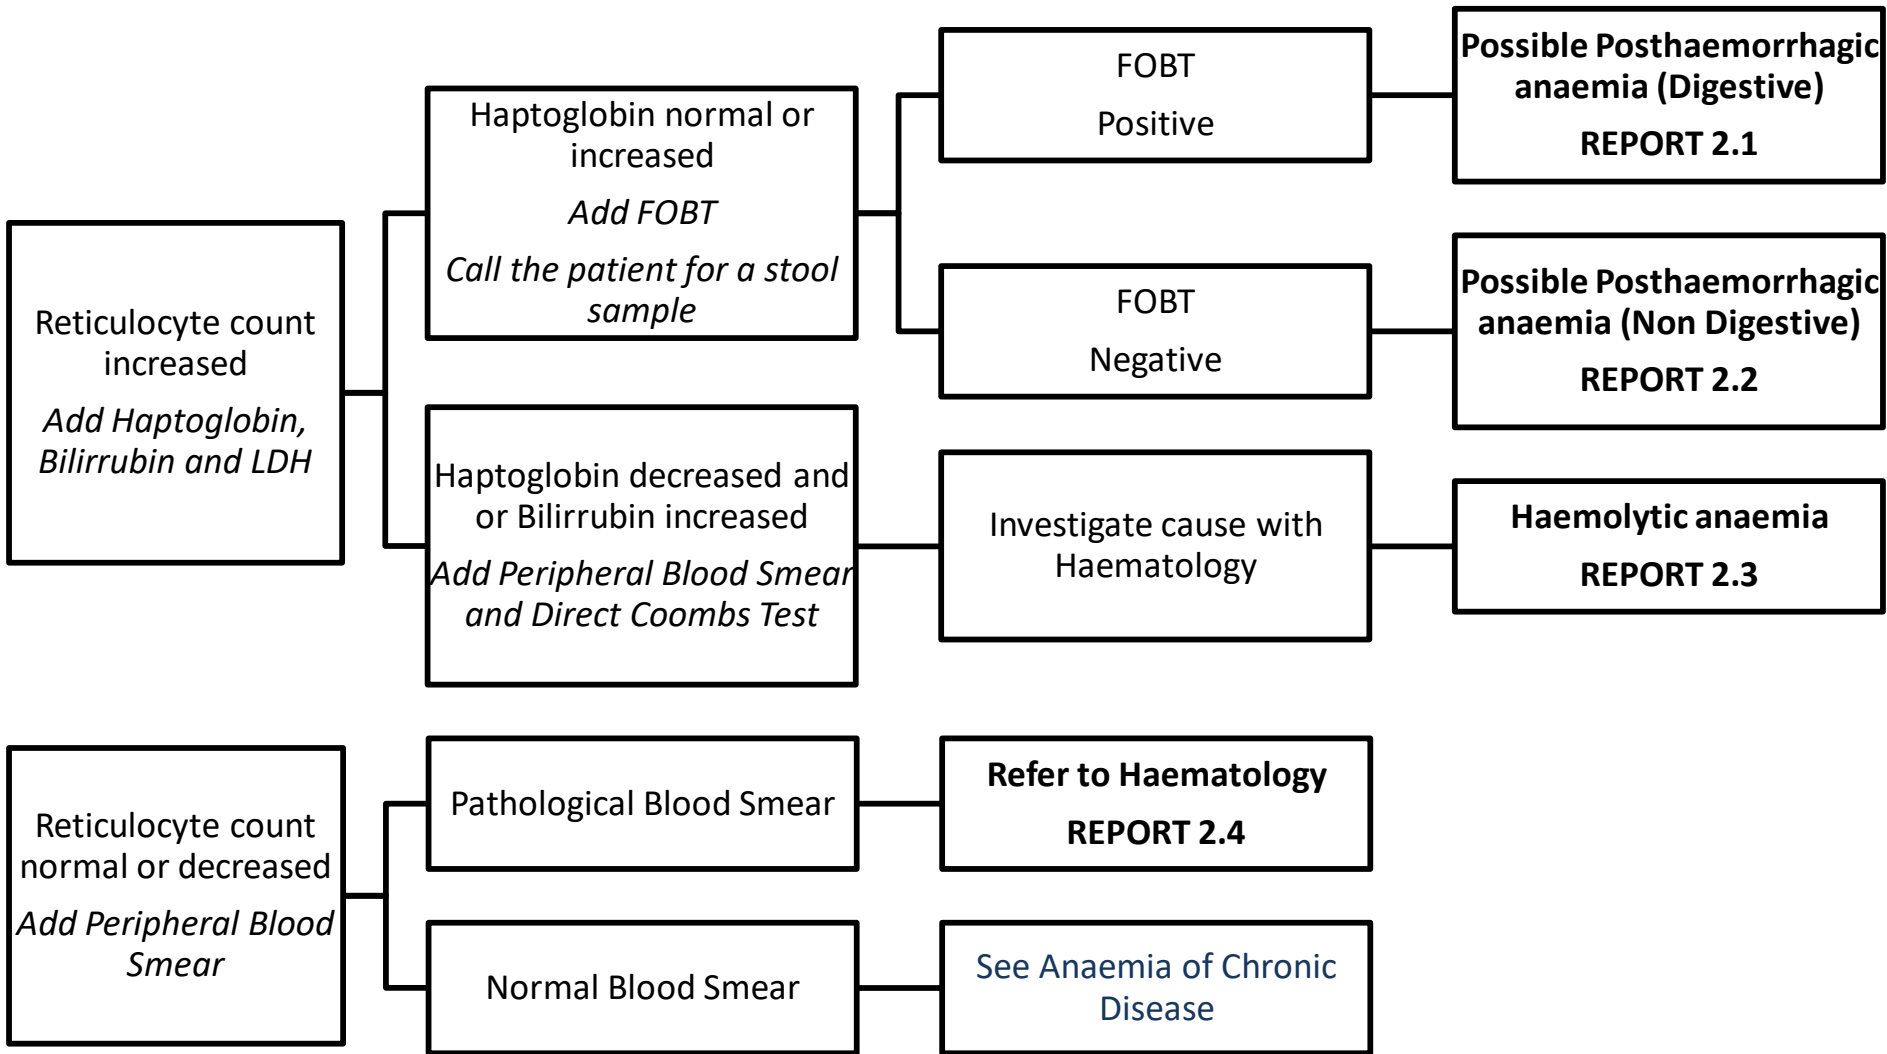 Reticulocyte count
increased
Add Haptoglobin,
Bilirrubin and LDH
Haptoglobin normal or
increased
Add FOBT
Call the patient for a stool
sample
FOBT
Positive
Possible Posthaemorrhagic
anaemia (Digestive)
REPORT 2.1
FOBT
Negative
Possible Posthaemorrhagic
anaemia (Non Digestive)
REPORT 2.2
Haptoglobin decreased and
or Bilirrubin increased
Add Peripheral Blood Smear
and Direct Coombs Test
Investigate cause with
Haematology
Haemolytic anaemia
REPORT 2.3
Reticulocyte count
normal or decreased
Add Peripheral Blood
Smear
Pathological Blood Smear
Refer to Haematology
REPORT 2.4
Normal Blood Smear
See Anaemia of Chronic
Disease